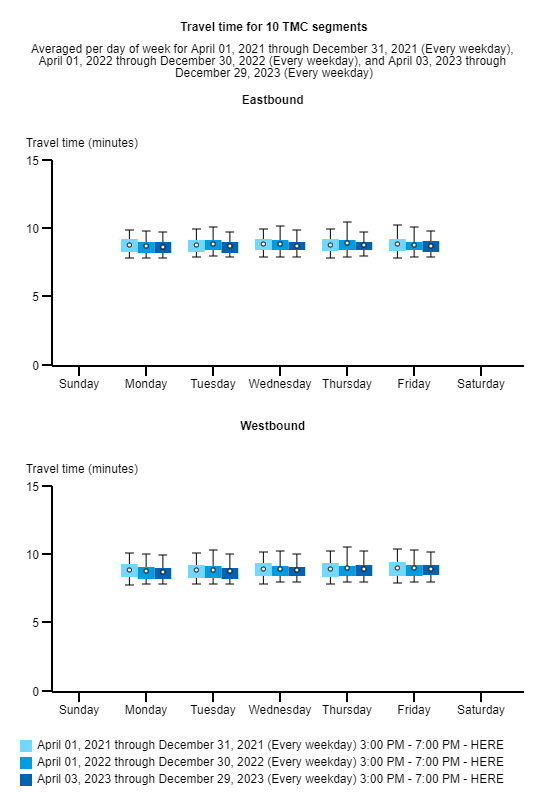 Travel time for 10 TMC segments
Averaged per day of week for April 01, 2021 through December 31, 2021 (Every weekday),
April 01, 2022 through December 30, 2022 (Every weekday), and April 03, 2023 through
December 29, 2023 (Every weekday)
Eastbound
Travel time (minutes)
15
10
5
0
Sunday Monday Tuesday Wednesday Thursday Friday Saturday
Westbound
Travel time (minutes)
15
10
5
0
Sunday Monday Tuesday Wednesday Thursday Friday Saturday
April 01, 2021 through December 31, 2021 (Every weekday) 3:00 PM - 7:00 PM - HERE
April 01, 2022 through December 30, 2022 (Every weekday) 3:00 PM - 7:00 PM - HERE
April 03, 2023 through December 29, 2023 (Every weekday) 3:00 PM - 7:00 PM - HERE